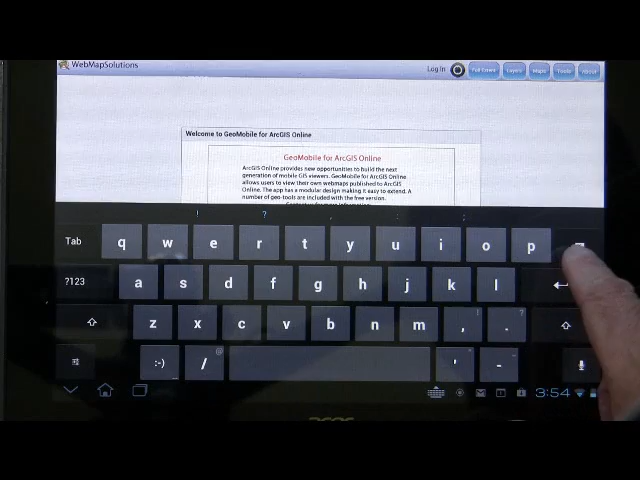 WebMapSolutions
Log In Full Extent Layers Maps Tools About
Welcome to GeoMobile for ArcGIS Online
GeoMobile for ArcGIS Online
ArcGIS Online provides new opportunities to build the next
generation of mobile GIS viewers. GeoMobile for ArcGIS Online
allows users to view their own webmaps published to ArcGIS
Online. The app has a modular design making it easy to extend. A
number of geo-tools are included with the free version.
! ? , : ;
Tab q w e r t y u i o p
?123 a s d f g h j k l
z x c v b n m , ! . ?
:-) _ / @ ' " - _
3:54
acer